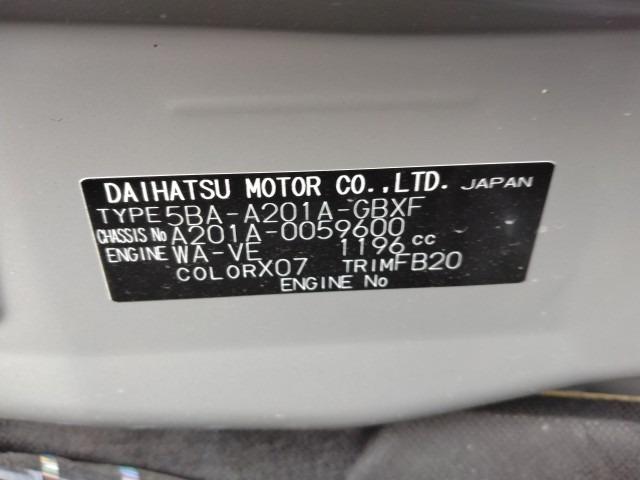 DAIHATSU MOTOR CO.,LTD. JAPAN
TYPE 5BA-A201A-GBXF
CHASSIS No A201A-0059600
ENGINE WA-VE 1196 cc
COLOR X07 TRIM FB20
ENGINE No